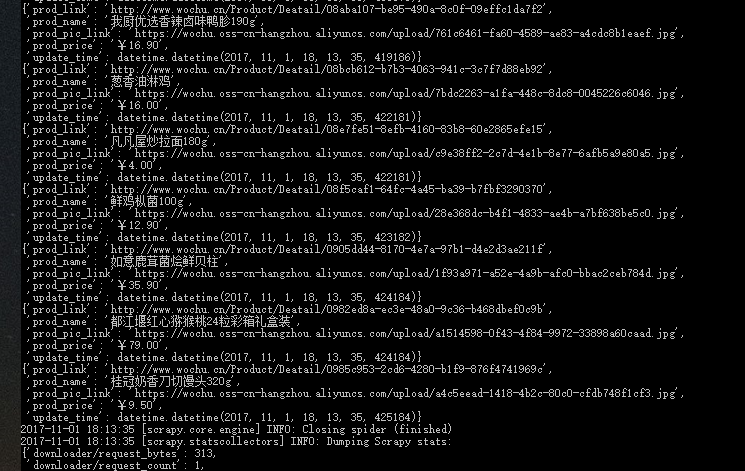 {'prod_link': 'http://www.wochu.cn/Product/Deatail/08aba107-be95-490a-8c0f-09effc1da7f2',
'prod_name': '我厨优选香辣卤味鸭胗190g',
'prod_pic_link': 'https://wochu.oss-cn-hangzhou.aliyuncs.com/upload/761c6461-fa60-4589-ae83-a4cdc8b1eaef.jpg',
'prod_price': '￥16.90',
'update_time': datetime.datetime(2017, 11, 1, 18, 13, 35, 419186)}
{'prod_link': 'http://www.wochu.cn/Product/Deatail/08bcb612-b7b3-4063-941c-3c7f7d88eb92',
'prod_name': '葱香油淋鸡',
'prod_pic_link': 'https://wochu.oss-cn-hangzhou.aliyuncs.com/upload/7bdc2263-a1fa-448c-8dc8-0045226c6046.jpg',
'prod_price': '￥16.00',
'update_time': datetime.datetime(2017, 11, 1, 18, 13, 35, 422181)}
{'prod_link': 'http://www.wochu.cn/Product/Deatail/08e7fe51-8efb-4160-83b8-60e2865efe15',
'prod_name': '凡凡屋炒拉面180g',
'prod_pic_link': 'https://wochu.oss-cn-hangzhou.aliyuncs.com/upload/c9e38ff2-2c7d-4e1b-8e77-6afb5a9e80a5.jpg',
'prod_price': '￥4.00',
'update_time': datetime.datetime(2017, 11, 1, 18, 13, 35, 422181)}
{'prod_link': 'http://www.wochu.cn/Product/Deatail/08f5caf1-64fc-4a45-ba39-b7fbf3290370',
'prod_name': '鲜鸡枞菌100g',
'prod_pic_link': 'https://wochu.oss-cn-hangzhou.aliyuncs.com/upload/28e368dc-b4f1-4833-ae4b-a7bf638be5c0.jpg',
'prod_price': '￥12.90',
'update_time': datetime.datetime(2017, 11, 1, 18, 13, 35, 423182)}
{'prod_link': 'http://www.wochu.cn/Product/Deatail/0905dd44-8170-4e7a-97b1-d4e2d3ae211f',
'prod_name': '如意鹿茸菌烩鲜贝柱',
'prod_pic_link': 'https://wochu.oss-cn-hangzhou.aliyuncs.com/upload/1f93a971-a52e-4a9b-afc0-bbac2ceb784d.jpg',
'prod_price': '￥35.90',
'update_time': datetime.datetime(2017, 11, 1, 18, 13, 35, 424184)}
{'prod_link': 'http://www.wochu.cn/Product/Deatail/0982ed8a-ec3e-48a0-9c36-b468dbef0c9b',
'prod_name': '都江堰红心猕猴桃24粒彩箱礼盒装',
'prod_pic_link': 'https://wochu.oss-cn-hangzhou.aliyuncs.com/upload/a1514598-0f43-4f84-9972-33898a60caad.jpg',
'prod_price': '￥79.00',
'update_time': datetime.datetime(2017, 11, 1, 18, 13, 35, 424184)}
{'prod_link': 'http://www.wochu.cn/Product/Deatail/0985c953-2cd6-4280-b1f9-876f4741969c',
'prod_name': '桂冠奶香刀切馒头320g',
'prod_pic_link': 'https://wochu.oss-cn-hangzhou.aliyuncs.com/upload/a4c5eead-1418-4b2c-80c0-cfdb748f1cf3.jpg',
'prod_price': '￥9.50',
'update_time': datetime.datetime(2017, 11, 1, 18, 13, 35, 425184)}
2017-11-01 18:13:35 [scrapy.core.engine] INFO: Closing spider (finished)
2017-11-01 18:13:35 [scrapy.statscollectors] INFO: Dumping Scrapy stats:
{'downloader/request_bytes': 313,
'downloader/request_count': 1,